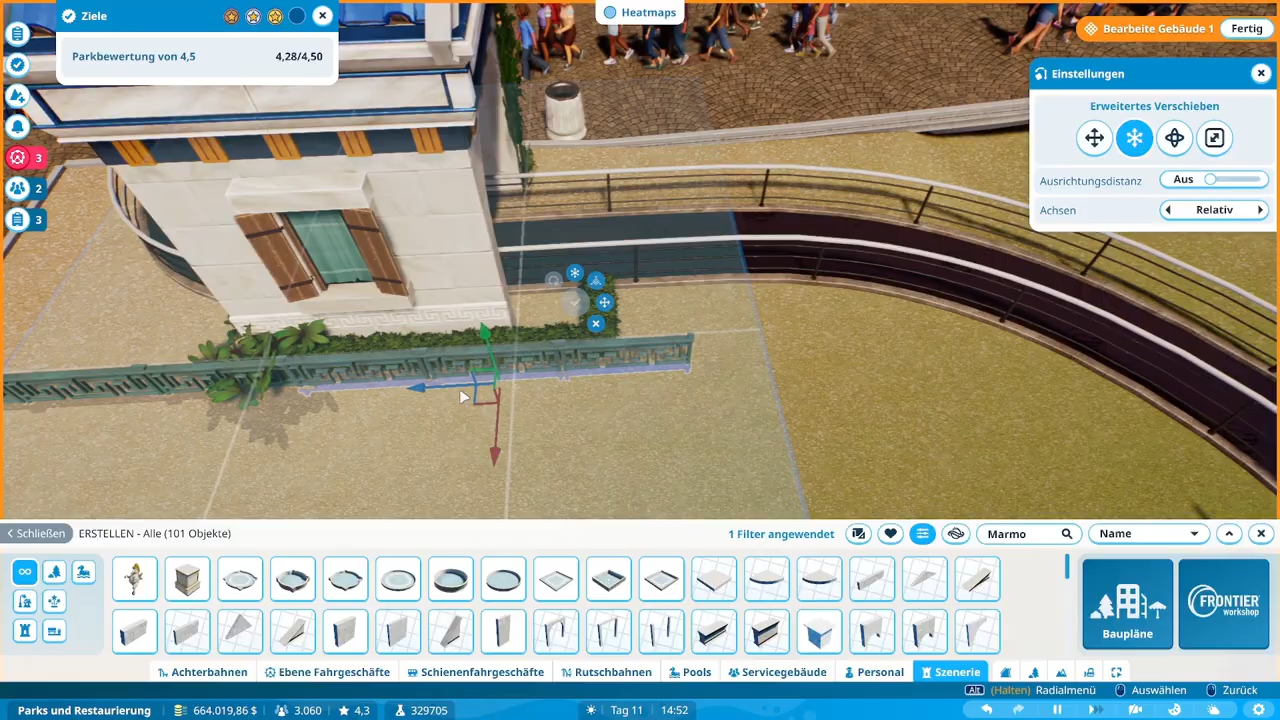 Ziele
Parkbewertung von 4,5 4,28/4,50
3
2
3
Heatmaps
Bearbeite Gebäude 1 Fertig
Einstellungen
Erweitertes Verschieben
Ausrichtungsdistanz Aus
Achsen Relativ
Schließen ERSTELLEN - Alle (101 Objekte) 1 Filter angewendet Marmo Name
Baupläne
FRONTIER workshop
Achterbahnen Ebene Fahrgeschäfte Schienenfahrgeschäfte Rutschbahnen Pools Servicegebäude Personal Szenerie
Alt (Halten) Radialmenü Auswählen Zurück
Parks und Restaurierung 664.019,86 $ 3.060 4,3 329705 Tag 11 14:52